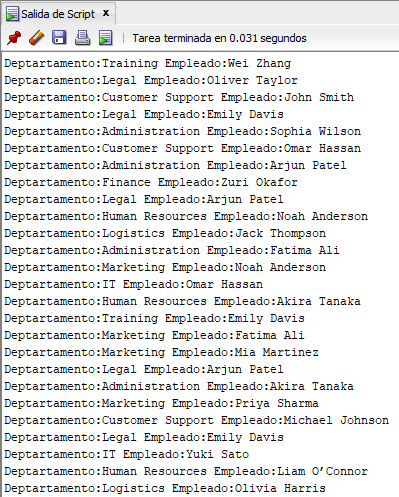 Salida de Script x
Tarea terminada en 0.031 segundos
Deptartamento:Training Empleado:Wei Zhang
Deptartamento:Legal Empleado:Oliver Taylor
Deptartamento:Customer Support Empleado:John Smith
Deptartamento:Legal Empleado:Emily Davis
Deptartamento:Administration Empleado:Sophia Wilson
Deptartamento:Customer Support Empleado:Omar Hassan
Deptartamento:Administration Empleado:Arjun Patel
Deptartamento:Finance Empleado:Zuri Okafor
Deptartamento:Legal Empleado:Arjun Patel
Deptartamento:Human Resources Empleado:Noah Anderson
Deptartamento:Logistics Empleado:Jack Thompson
Deptartamento:Administration Empleado:Fatima Ali
Deptartamento:Marketing Empleado:Noah Anderson
Deptartamento:IT Empleado:Omar Hassan
Deptartamento:Human Resources Empleado:Akira Tanaka
Deptartamento:Training Empleado:Emily Davis
Deptartamento:Marketing Empleado:Fatima Ali
Deptartamento:Marketing Empleado:Mia Martinez
Deptartamento:Legal Empleado:Arjun Patel
Deptartamento:Administration Empleado:Akira Tanaka
Deptartamento:Marketing Empleado:Priya Sharma
Deptartamento:Customer Support Empleado:Michael Johnson
Deptartamento:Legal Empleado:Emily Davis
Deptartamento:IT Empleado:Yuki Sato
Deptartamento:Human Resources Empleado:Liam O’Connor
Deptartamento:Logistics Empleado:Olivia Harris